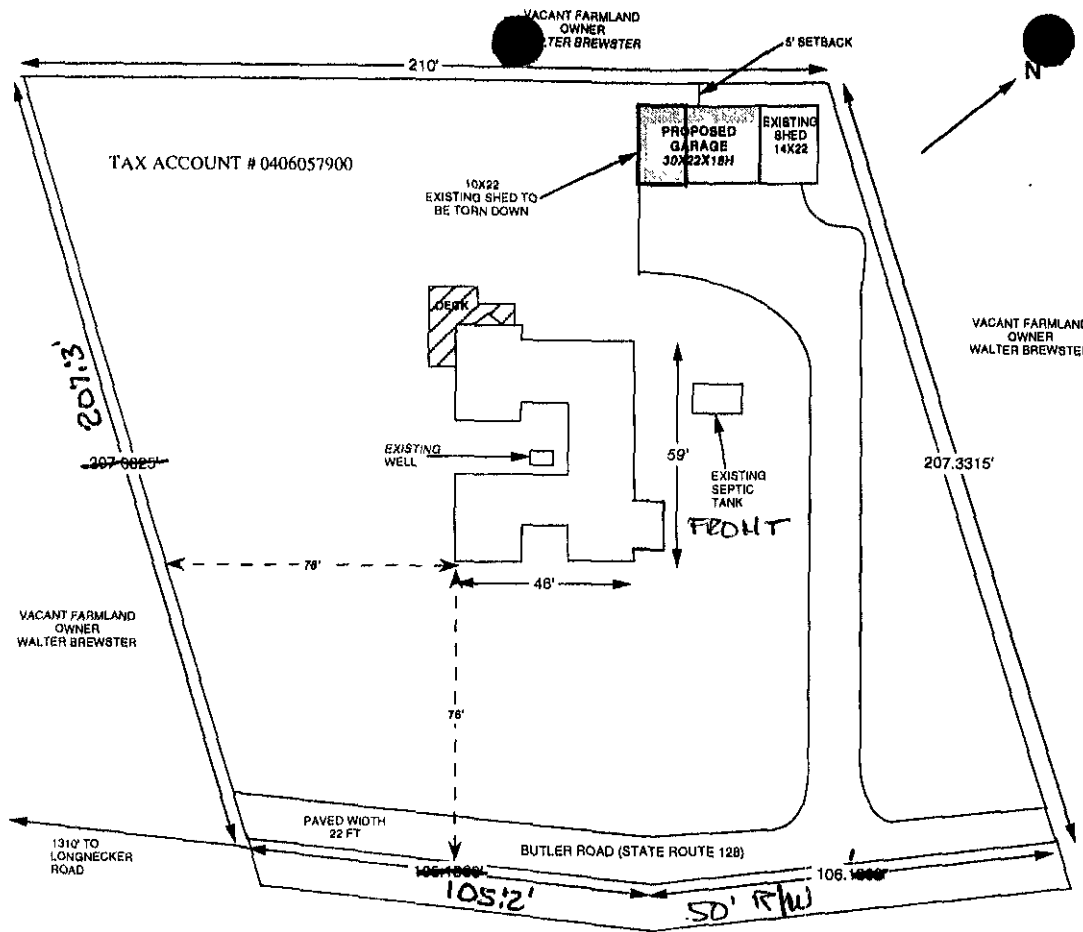 VACANT FARMLAND
OWNER
TER BREWSTER
5' SETBACK
210'
N
TAX ACCOUNT # 0406057900
PROPOSED
GARAGE
30X22X18H
EXISTING
SHED
14X22
10X22
EXISTING SHED TO
BE TORN DOWN
DECK
VACANT FARMLAND
OWNER
WALTER BREWSTER
207.3'
EXISTING
WELL
59'
EXISTING
SEPTIC
TANK
207.3315'
FRONT
76'
46'
VACANT FARMLAND
OWNER
WALTER BREWSTER
76'
PAVED WIDTH
22 FT
1310' TO
LONGNECKER
ROAD
BUTLER ROAD (STATE ROUTE 128)
106.1
105.2'
50' R/W